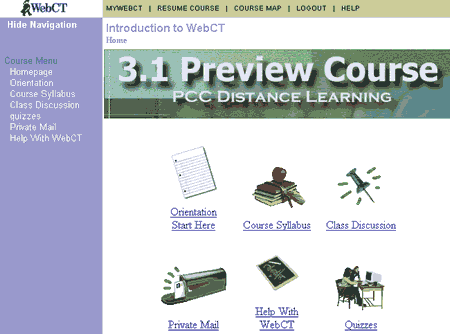 WebCT
MYWEBCT | RESUME COURSE | COURSE MAP | LOGOUT | HELP
Hide Navigation
Introduction to WebCT
Home
Course Menu
Homepage
Orientation
Course Syllabus
Class Discussion
quizzes
Private Mail
Help With WebCT
3.1 Preview Course
PCC DISTANCE LEARNING
Orientation
Start Here
Course Syllabus
Class Discussion
Private Mail
Help With
WebCT
Quizzes